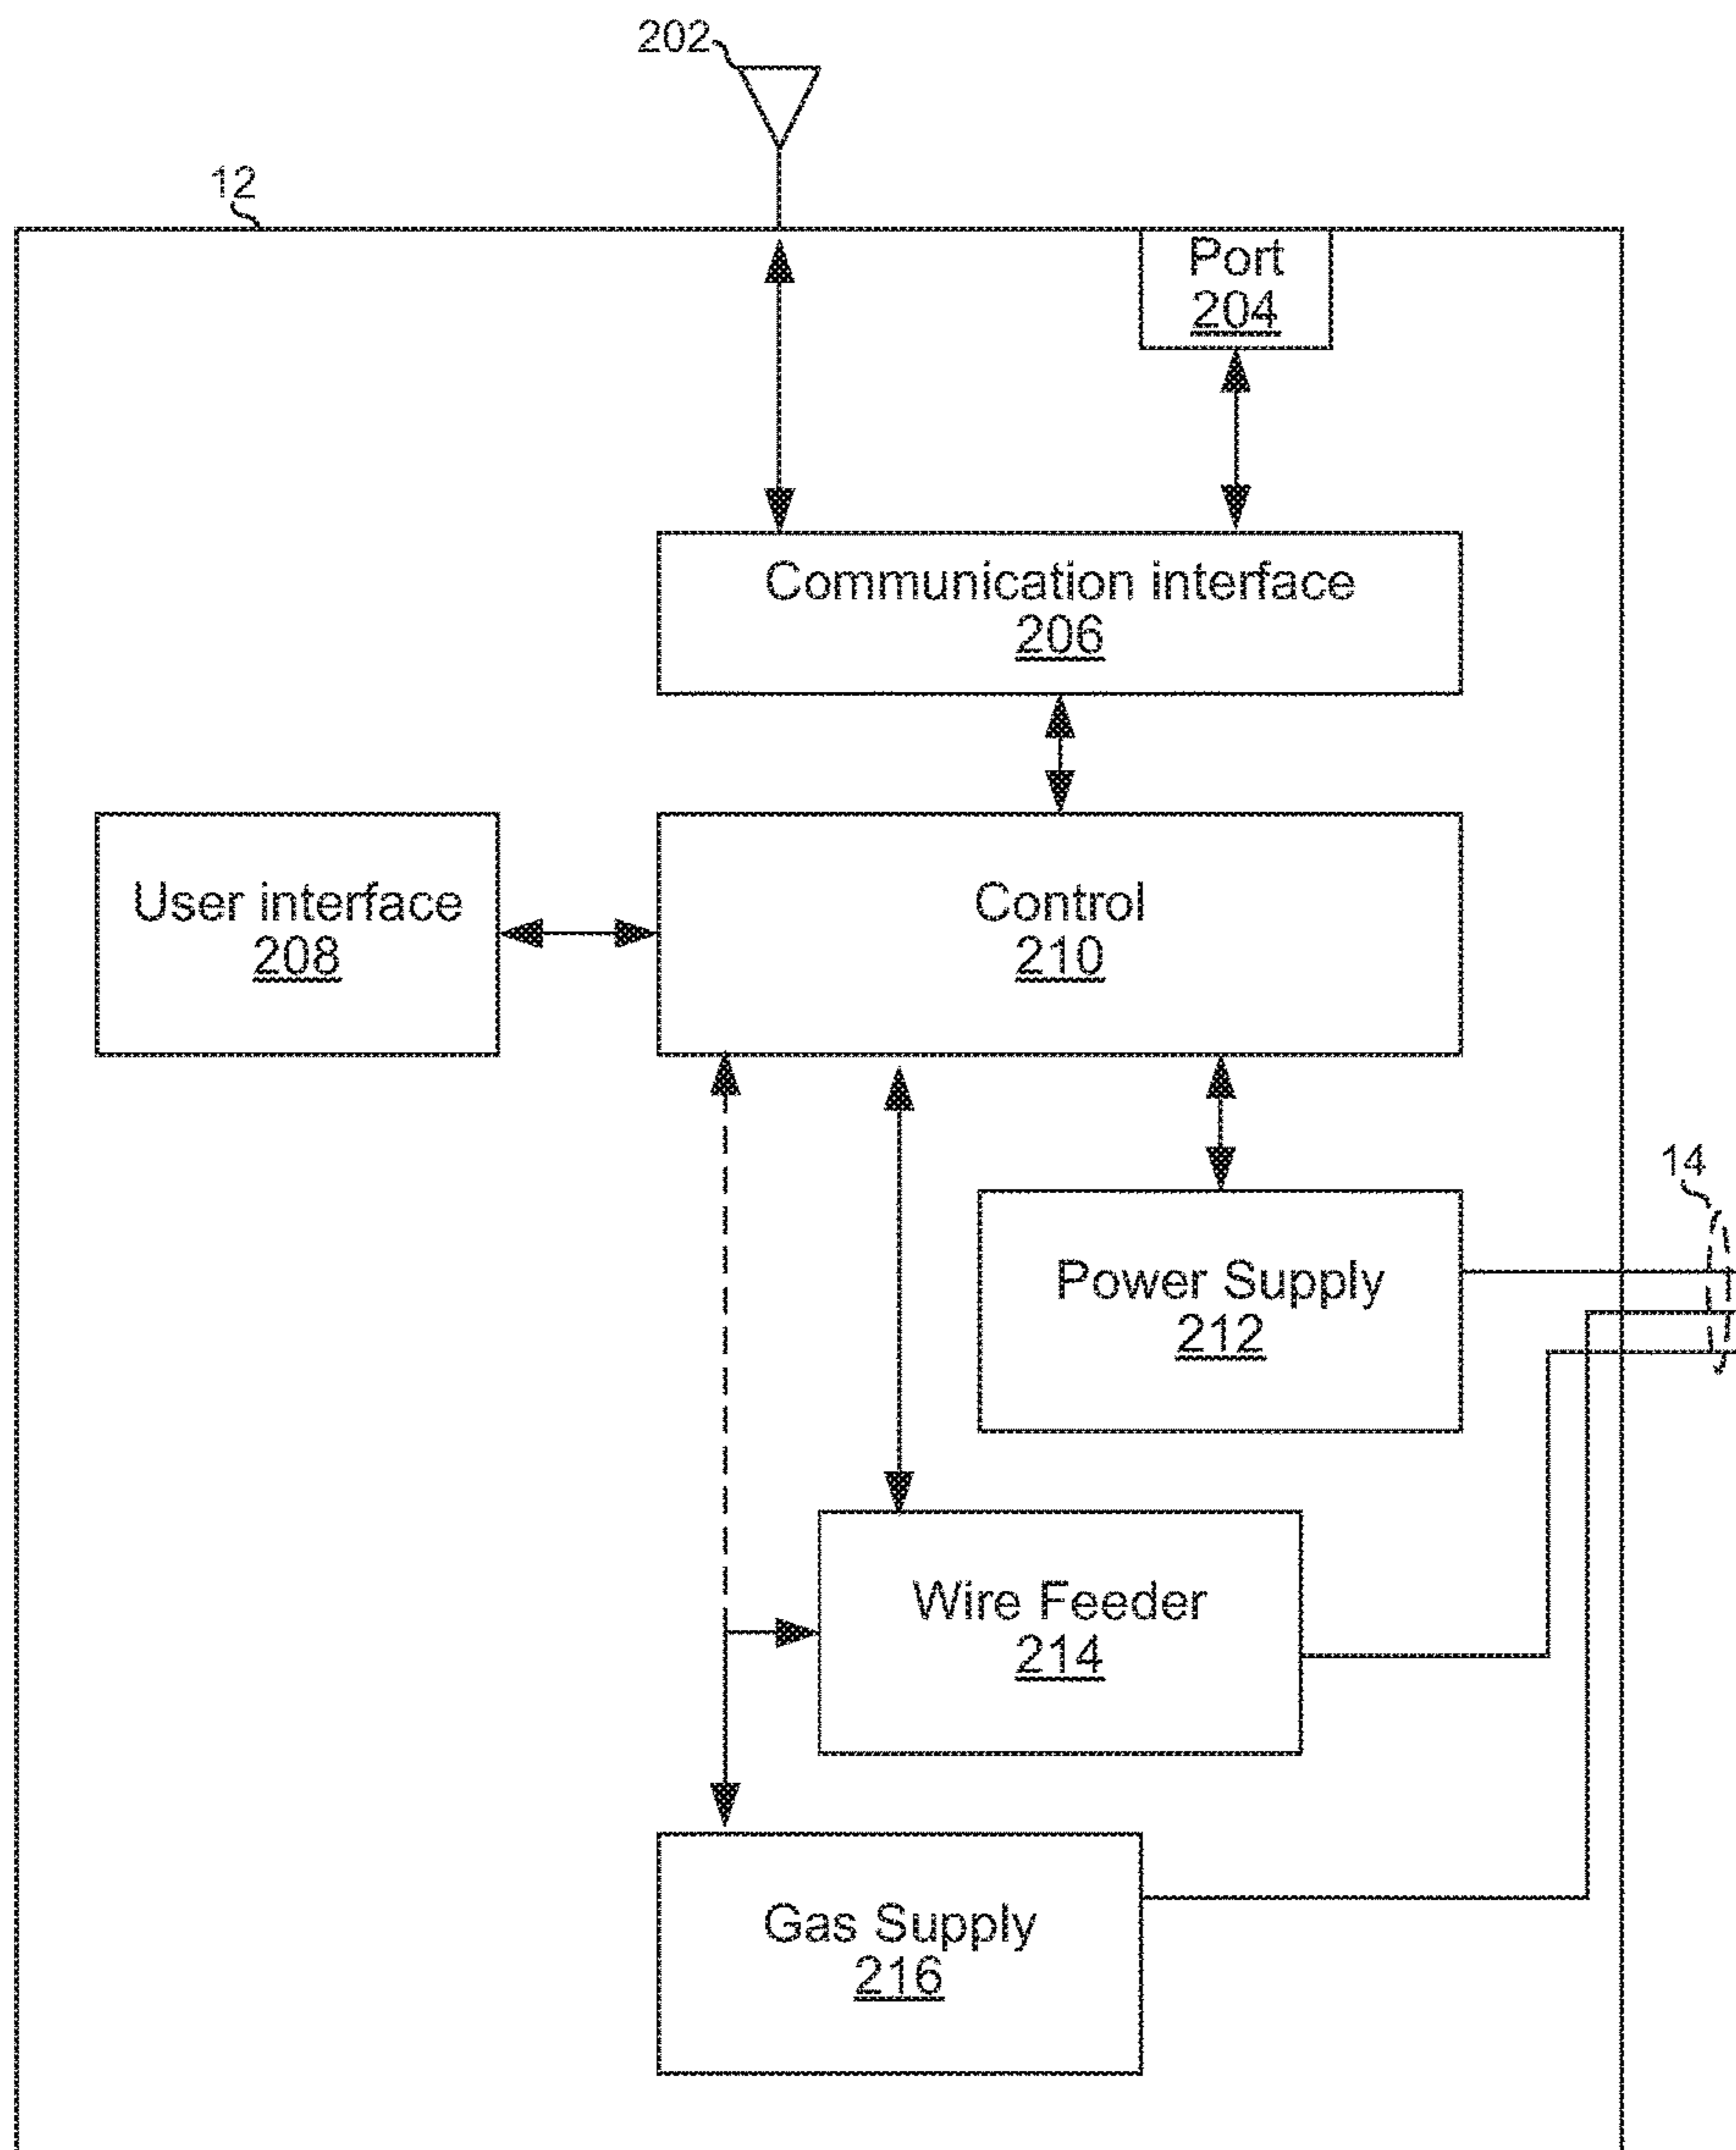 202
12
Port
204
Communication interface
206
User interface
208
Control
210
14
Power Supply
212
Wire Feeder
214
Gas Supply
216